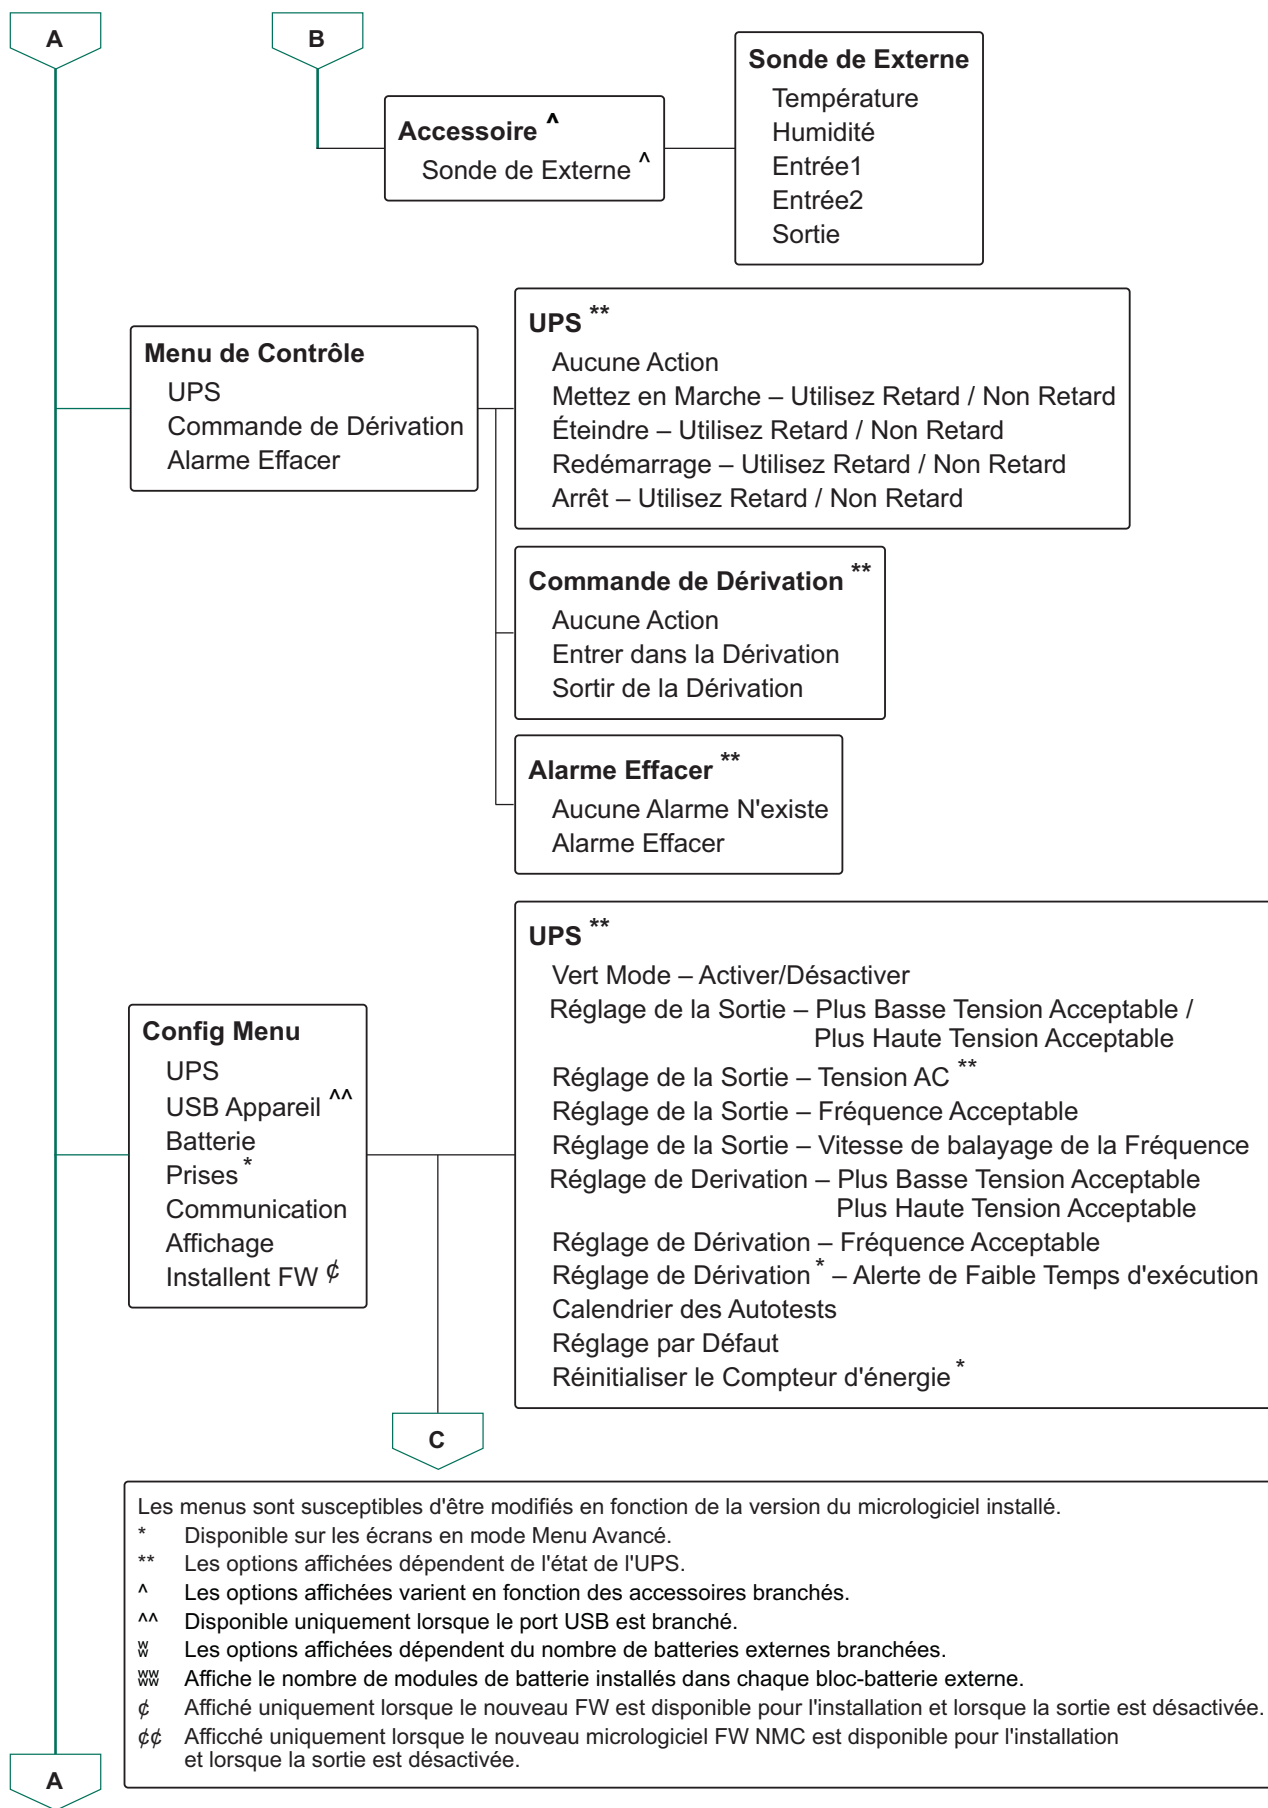 A
B
Sonde de Externe
Température
Humidité
Entrée1
Entrée2
Sortie
Accessoire ^
Sonde de Externe ^
Menu de Contrôle
UPS
Commande de Dérivation
Alarme Effacer
UPS **
Aucune Action
Mettez en Marche – Utilisez Retard / Non Retard
Éteindre – Utilisez Retard / Non Retard
Redémarrage – Utilisez Retard / Non Retard
Arrêt – Utilisez Retard / Non Retard
Commande de Dérivation **
Aucune Action
Entrer dans la Dérivation
Sortir de la Dérivation
Alarme Effacer **
Aucune Alarme N'existe
Alarme Effacer
Config Menu
UPS
USB Appareil ^^
Batterie
Prises *
Communication
Affichage
Installent FW ¢
UPS **
Vert Mode – Activer/Désactiver
Réglage de la Sortie – Plus Basse Tension Acceptable /
Plus Haute Tension Acceptable
Réglage de la Sortie – Tension AC **
Réglage de la Sortie – Fréquence Acceptable
Réglage de la Sortie – Vitesse de balayage de la Fréquence
Réglage de Derivation – Plus Basse Tension Acceptable
Plus Haute Tension Acceptable
Réglage de Dérivation – Fréquence Acceptable
Réglage de Dérivation * – Alerte de Faible Temps d'exécution
Calendrier des Autotests
Réglage par Défaut
Réinitialiser le Compteur d'énergie *
C
Les menus sont susceptibles d'être modifiés en fonction de la version du micrologiciel installé.
* Disponible sur les écrans en mode Menu Avancé.
** Les options affichées dépendent de l'état de l'UPS.
^ Les options affichées varient en fonction des accessoires branchés.
^^ Disponible uniquement lorsque le port USB est branché.
w w Les options affichées dépendent du nombre de batteries externes branchées.
ww ww Affiche le nombre de modules de batterie installés dans chaque bloc-batterie externe.
¢ Affiché uniquement lorsque le nouveau FW est disponible pour l'installation et lorsque la sortie est désactivée.
¢¢ Afficché uniquement lorsque le nouveau micrologiciel FW NMC est disponible pour l'installation
et lorsque la sortie est désactivée.
A